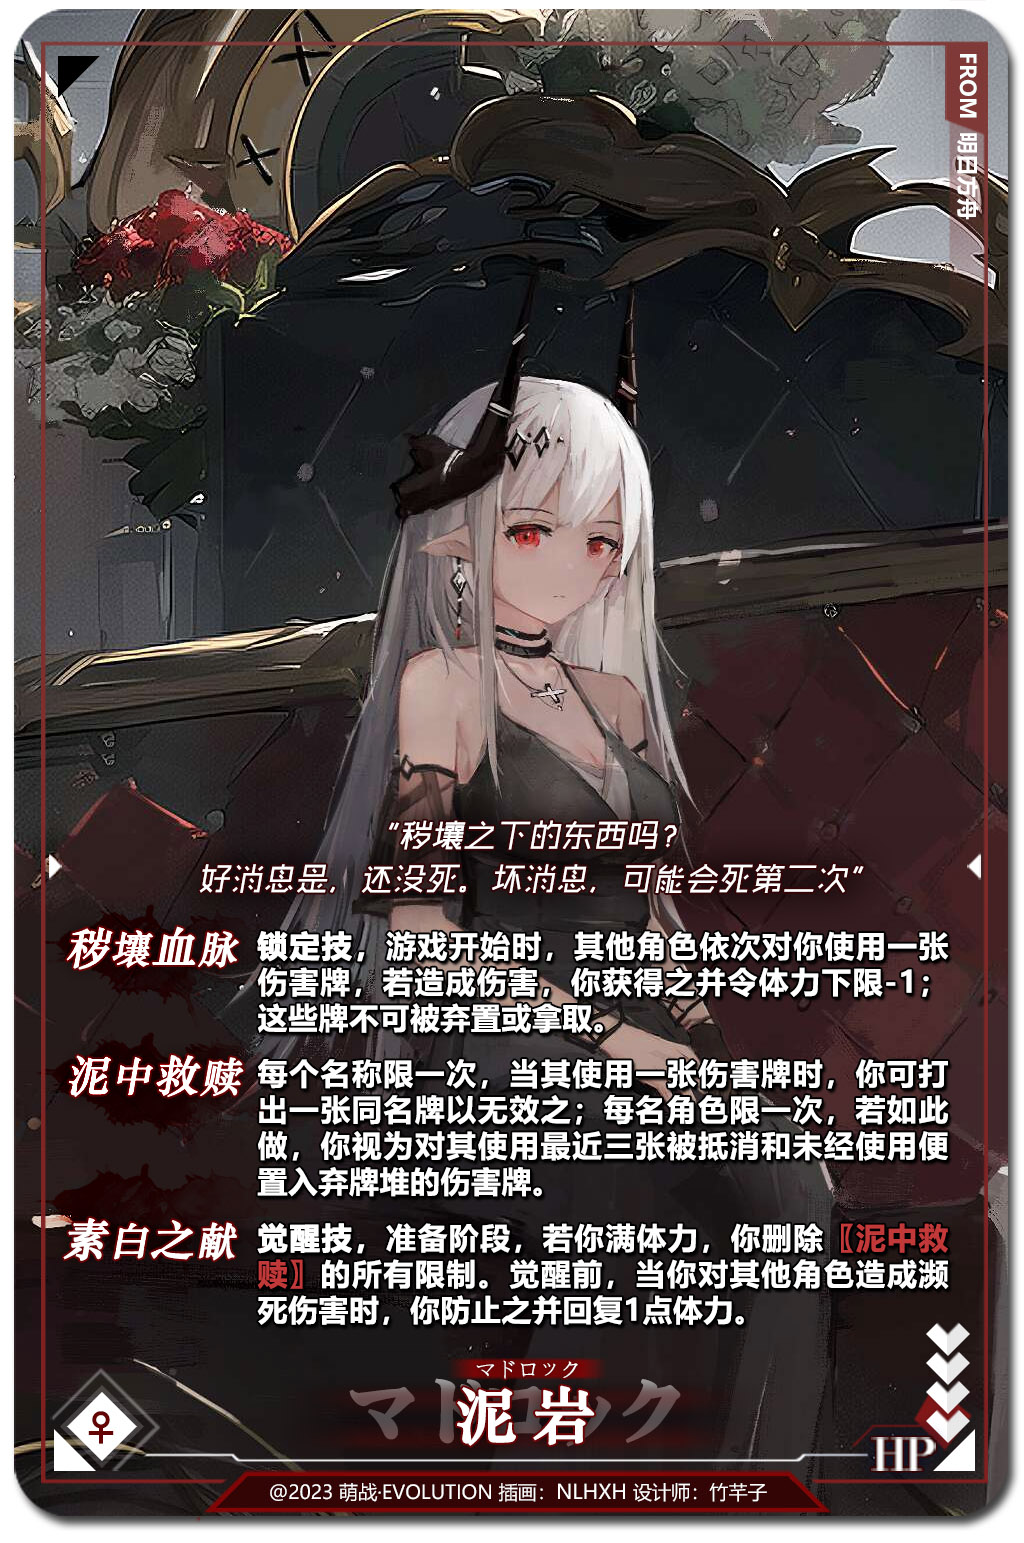 FROM 明日方舟
“秽壤之下的东西吗？
好消息是，还没死。坏消息，可能会死第二次”
秽壤血脉
锁定技，游戏开始时，其他角色依次对你使用一张
伤害牌，若造成伤害，你获得之并令体力下限-1；
这些牌不可被弃置或拿取。
泥中救赎
每个名称限一次，当其使用一张伤害牌时，你可打
出一张同名牌以无效之；每名角色限一次，若如此
做，你视为对其使用最近三张被抵消和未经使用便
置入弃牌堆的伤害牌。
素白之献
觉醒技，准备阶段，若你满体力，你删除〖泥中救
赎〗的所有限制。觉醒前，当你对其他角色造成濒
死伤害时，你防止之并回复1点体力。
マドロック
マドロック
泥岩
♀
HP
@2023 萌战·EVOLUTION 插画：NLHXH 设计师：竹芊子